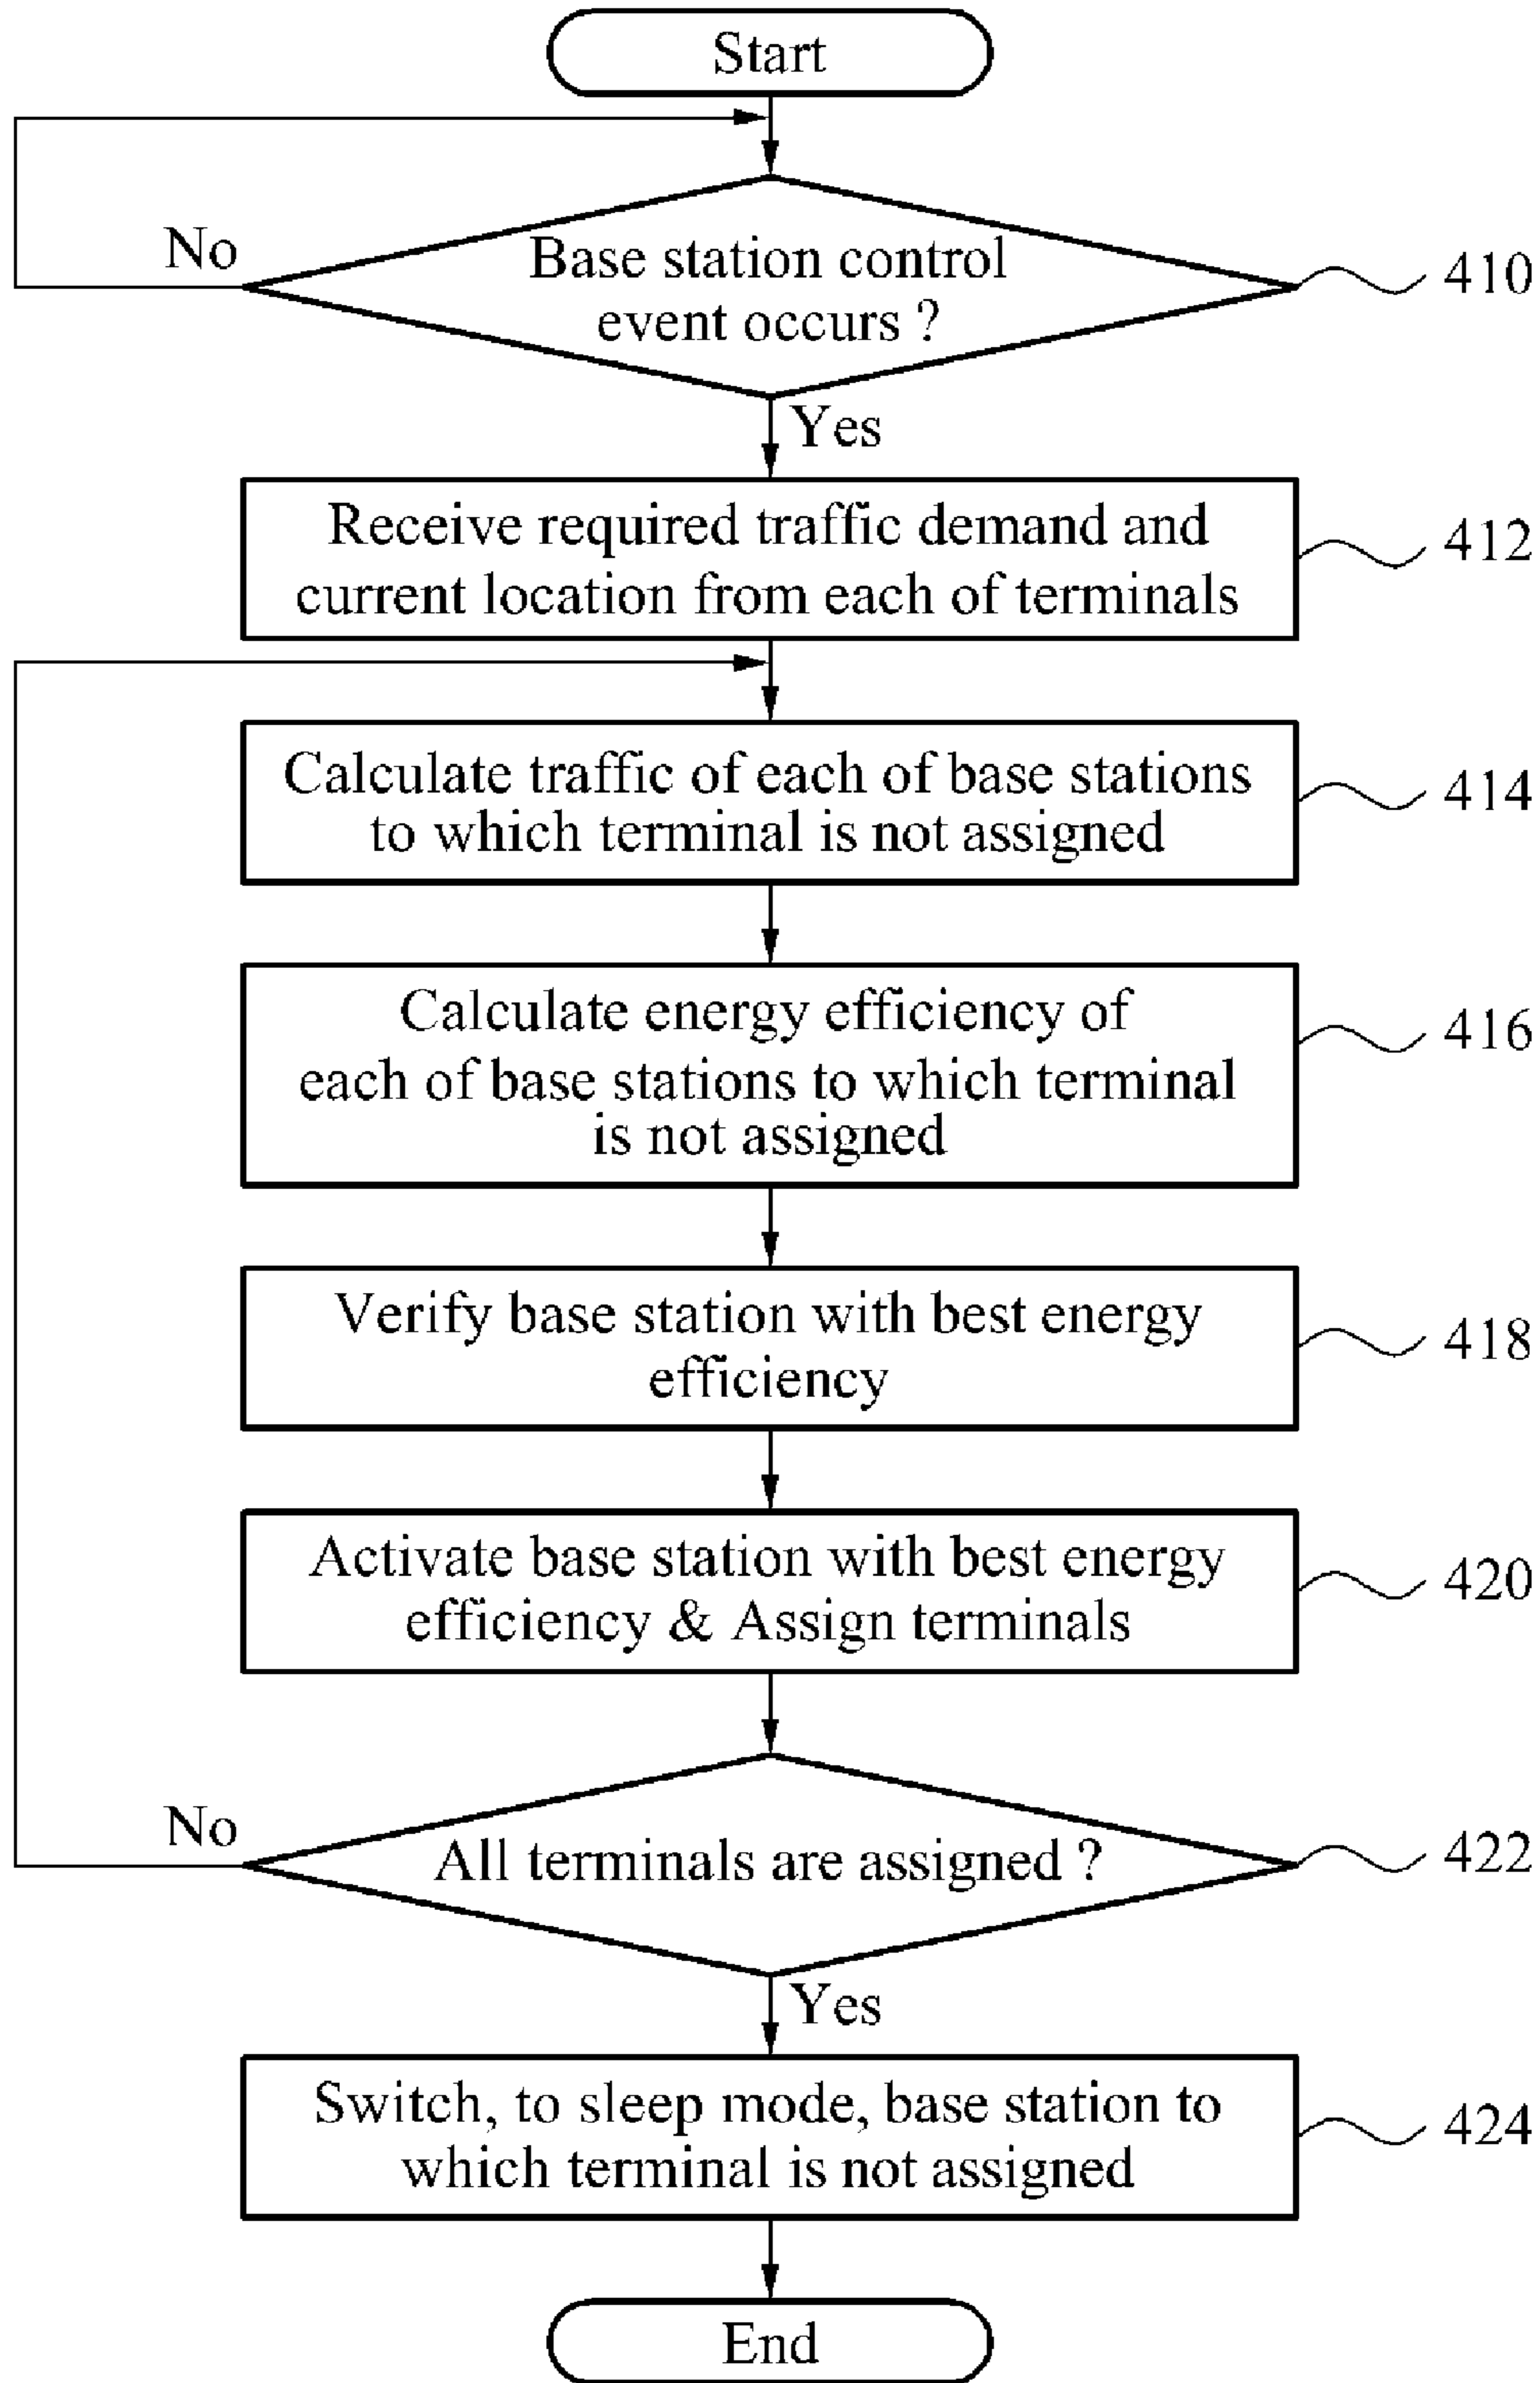 Start
No
Base station control
event occurs ?
410
Yes
Receive required traffic demand and
current location from each of terminals
412
Calculate traffic of each of base stations
to which terminal is not assigned
414
Calculate energy efficiency of
each of base stations to which terminal
is not assigned
416
Verify base station with best energy
efficiency
418
Activate base station with best energy
efficiency & Assign terminals
420
No
All terminals are assigned ?
422
Yes
Switch, to sleep mode, base station to
which terminal is not assigned
424
End